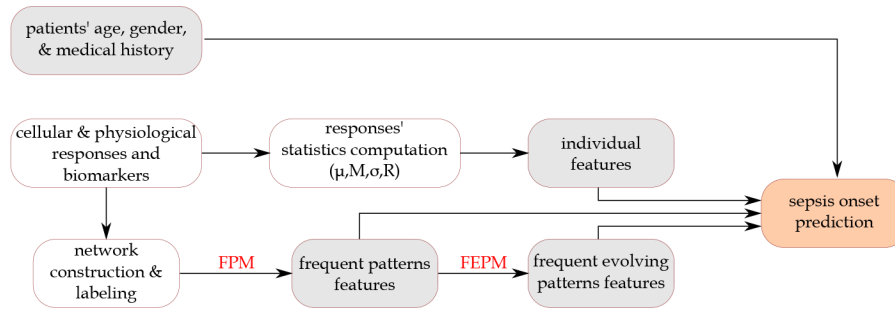 patients' age, gender,
& medical history
cellular & physiological
responses and
biomarkers
responses'
statistics computation
(μ,M,σ,R)
individual
features
sepsis onset
prediction
network
construction &
labeling
FPM
frequent patterns
features
FEPM
frequent evolving
patterns features